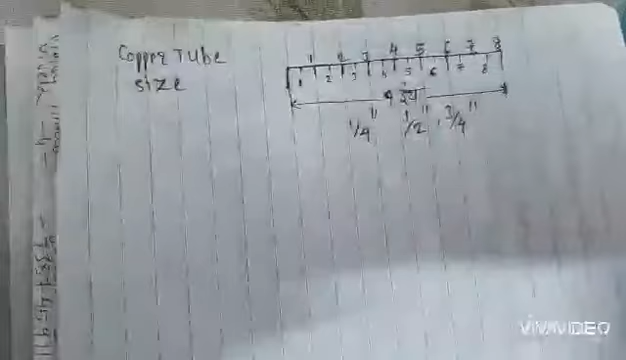 Copper Tube
size
1 2 3 4 5 6 7 8
1 2 3 4 5 6 7 8
१ इंच
1/4" 1/2", 3/4"
VIVAVIDEO